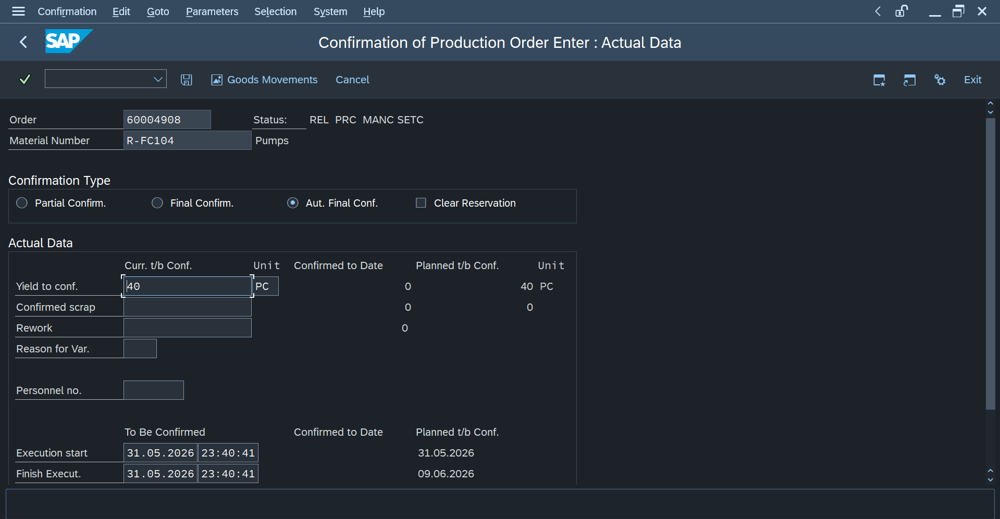 Confirmation Edit Goto Parameters Selection System Help
SAP Confirmation of Production Order Enter : Actual Data
Goods Movements Cancel Exit
Order 60004908 Status: REL PRC MANC SETC
Material Number R-FC104 Pumps
Confirmation Type
Partial Confirm. Final Confirm. Aut. Final Conf. Clear Reservation
Actual Data
Curr. t/b Conf. Unit Confirmed to Date Planned t/b Conf. Unit
Yield to conf. 40 PC 0 40 PC
Confirmed scrap 0 0
Rework 0
Reason for Var.
Personnel no.
To Be Confirmed Confirmed to Date Planned t/b Conf.
Execution start 31.05.2026 23:40:41 31.05.2026
Finish Execut. 31.05.2026 23:40:41 09.06.2026